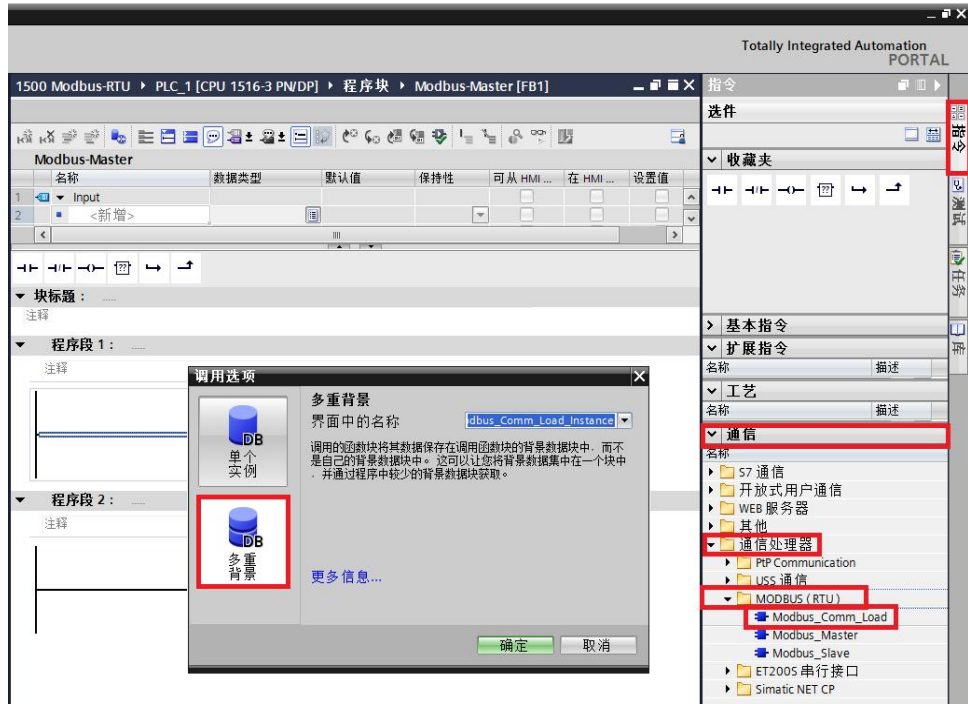 Totally Integrated Automation
PORTAL
1500 Modbus-RTU ▸ PLC_1 [CPU 1516-3 PN/DP] ▸ 程序块 ▸ Modbus-Master [FB1]
Modbus-Master
名称 数据类型 默认值 保持性 可从 HMI ... 在 HMI ... 设置值
1 Input
2 <新增>
块标题: .....
注释
程序段 1: .....
注释
程序段 2: .....
注释
调用选项
DB
单个
实例
DB
多重
背景
多重背景
界面中的名称 dbus_Comm_Load_Instance
调用的函数块将其数据保存在调用函数块的背景数据块中，而不
是自己的背景数据块中。这可以让您将背景数据集中在一个块中
，并通过程序中较少的背景数据块获取。
更多信息...
确定 取消
指令
选件
收藏夹
??
??
基本指令
扩展指令
名称 描述
工艺
名称 描述
通信
名称
S7 通信
开放式用户通信
WEB 服务器
其他
通信处理器
PtP Communication
USS 通信
MODBUS (RTU)
Modbus_Comm_Load
Modbus_Master
Modbus_Slave
ET200S 串行接口
Simatic NET CP
指令
测试
任务
库